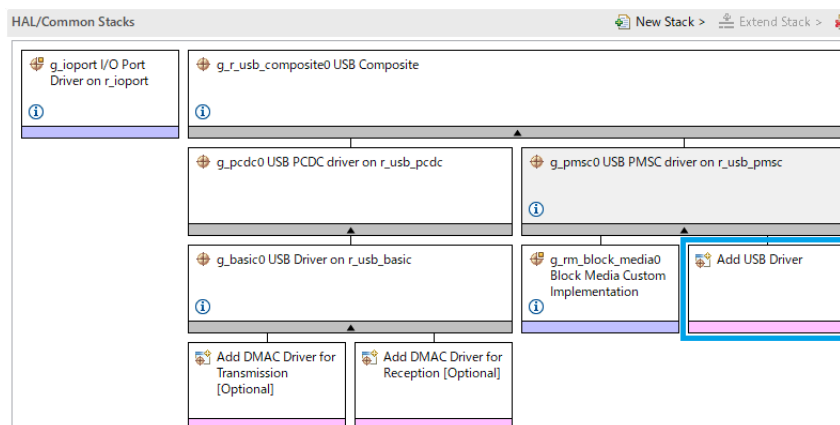 HAL/Common Stacks
New Stack >
Extend Stack >
g_ioport I/O Port
Driver on r_ioport
g_r_usb_composite0 USB Composite
g_pcdc0 USB PCDC driver on r_usb_pcdc
g_pmsc0 USB PMSC driver on r_usb_pmsc
g_basic0 USB Driver on r_usb_basic
g_rm_block_media0
Block Media Custom
Implementation
Add USB Driver
Add DMAC Driver for
Transmission
[Optional]
Add DMAC Driver for
Reception [Optional]